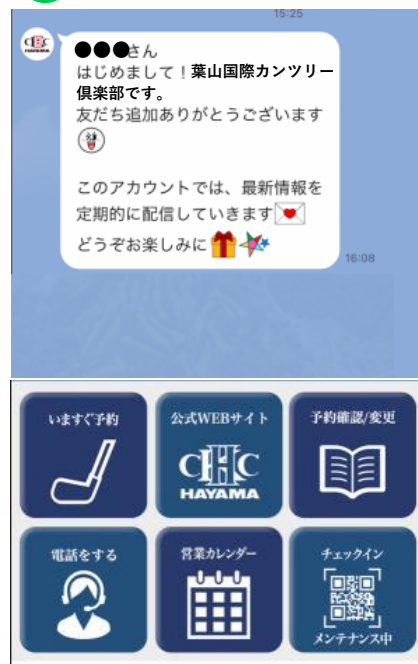 15:25
●●●さん
はじめまして！葉山国際カンツリー
倶楽部です。
友だち追加ありがとうございます
このアカウントでは、最新情報を
定期的に配信していきます
どうぞお楽しみに
16:08
いますぐ予約
公式WEBサイト
予約確認/変更
CHC
HAYAMA
電話をする
営業カレンダー
チェックイン
メンテナンス中